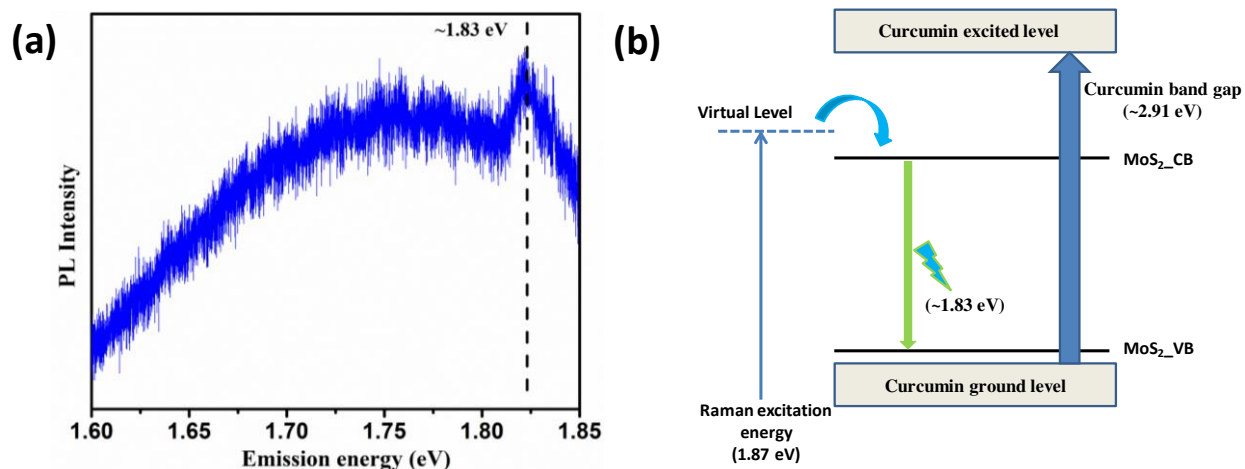 (a)
~1.83 eV
PL Intensity
1.60
1.65
1.70
1.75
1.80
1.85
Emission energy (eV)
(b)
Curcumin excited level
Curcumin band gap
(~2.91 eV)
Virtual Level
MoS₂_CB
(~1.83 eV)
MoS₂_VB
Curcumin ground level
Raman excitation
energy
(1.87 eV)